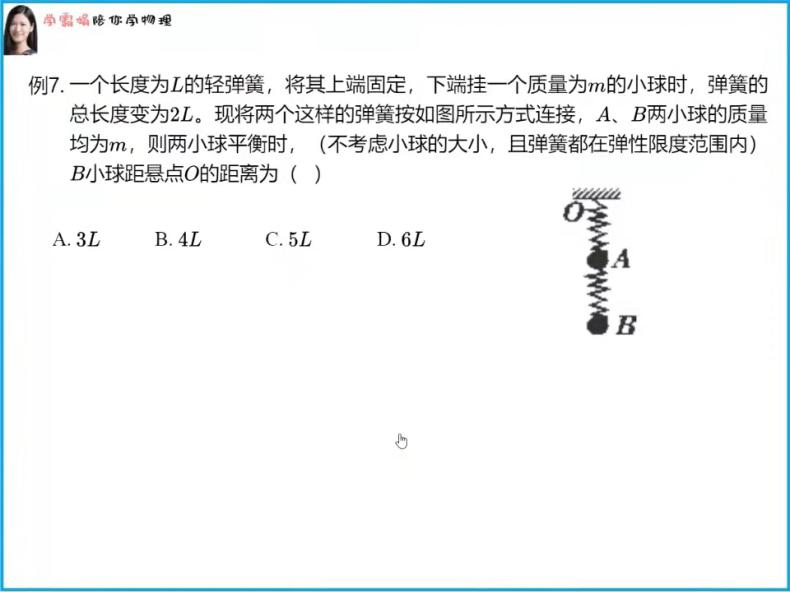 学霸娟陪你学物理
例7. 一个长度为L的轻弹簧，将其上端固定，下端挂一个质量为m的小球时，弹簧的
总长度变为2L。现将两个这样的弹簧按如图所示方式连接，A、B两小球的质量
均为m，则两小球平衡时，（不考虑小球的大小，且弹簧都在弹性限度范围内）
B小球距悬点O的距离为（ ）
A. 3L B. 4L C. 5L D. 6L
O
A
B